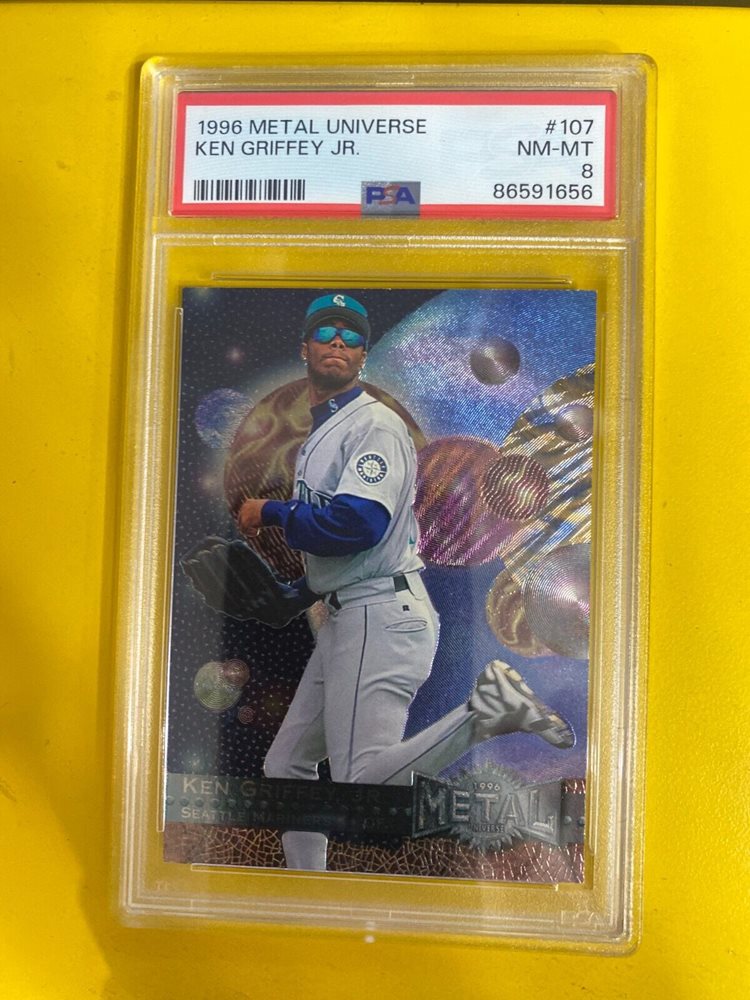 1996 METAL UNIVERSE #107
KEN GRIFFEY JR. NM-MT
8
PSA 86591656
S
KEN GRIFFEY, JR.
SEATTLE MARINERS
1996
METAL
UNIVERSE